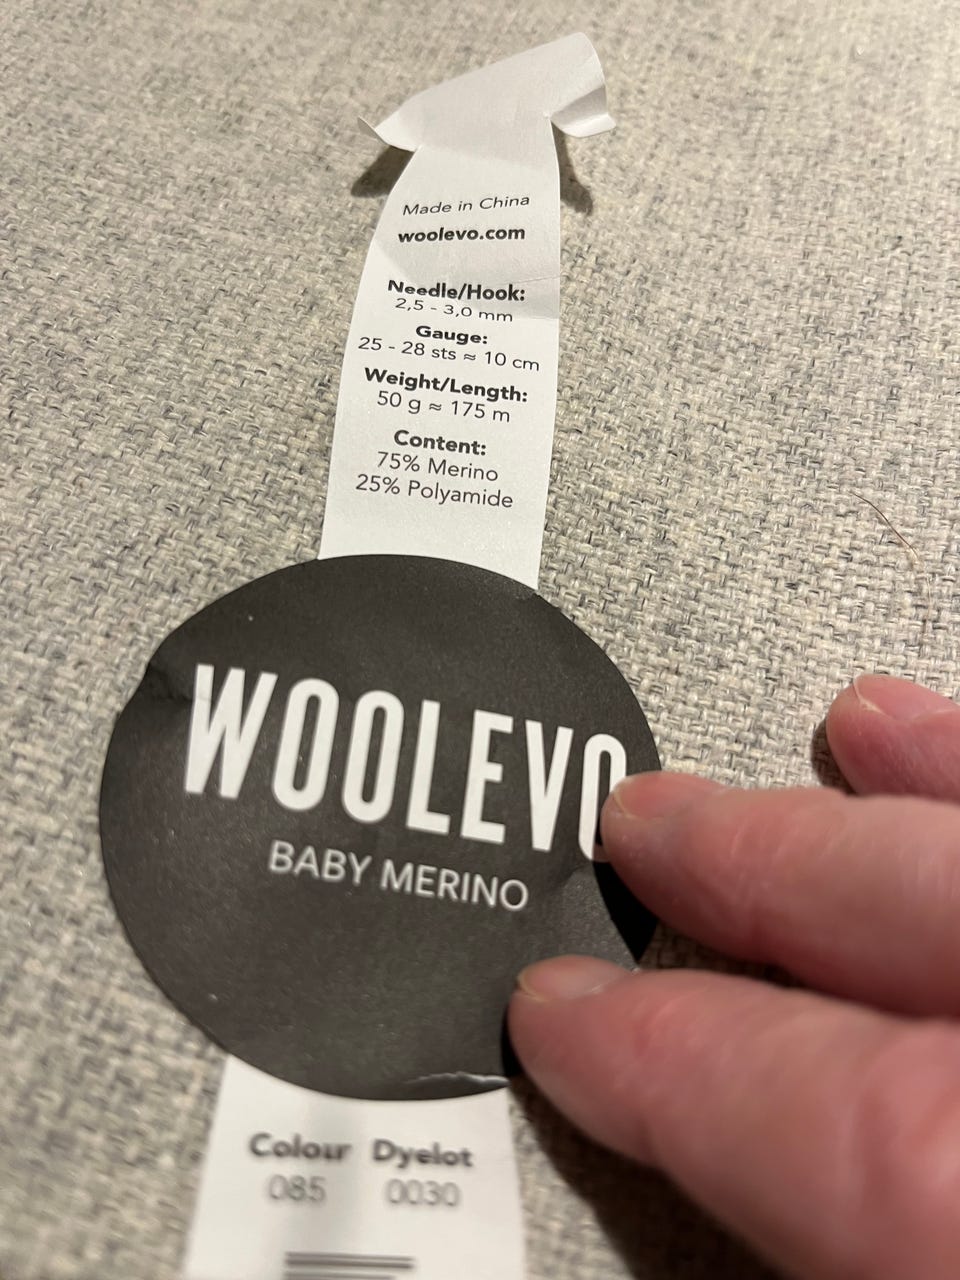 Made in China
woolevo.com
Needle/Hook:
2,5 - 3,0 mm
Gauge:
25 - 28 sts ≈ 10 cm
Weight/Length:
50 g ≈ 175 m
Content:
75% Merino
25% Polyamide
WOOLEVO
BABY MERINO
Colour Dyelot
085 0030